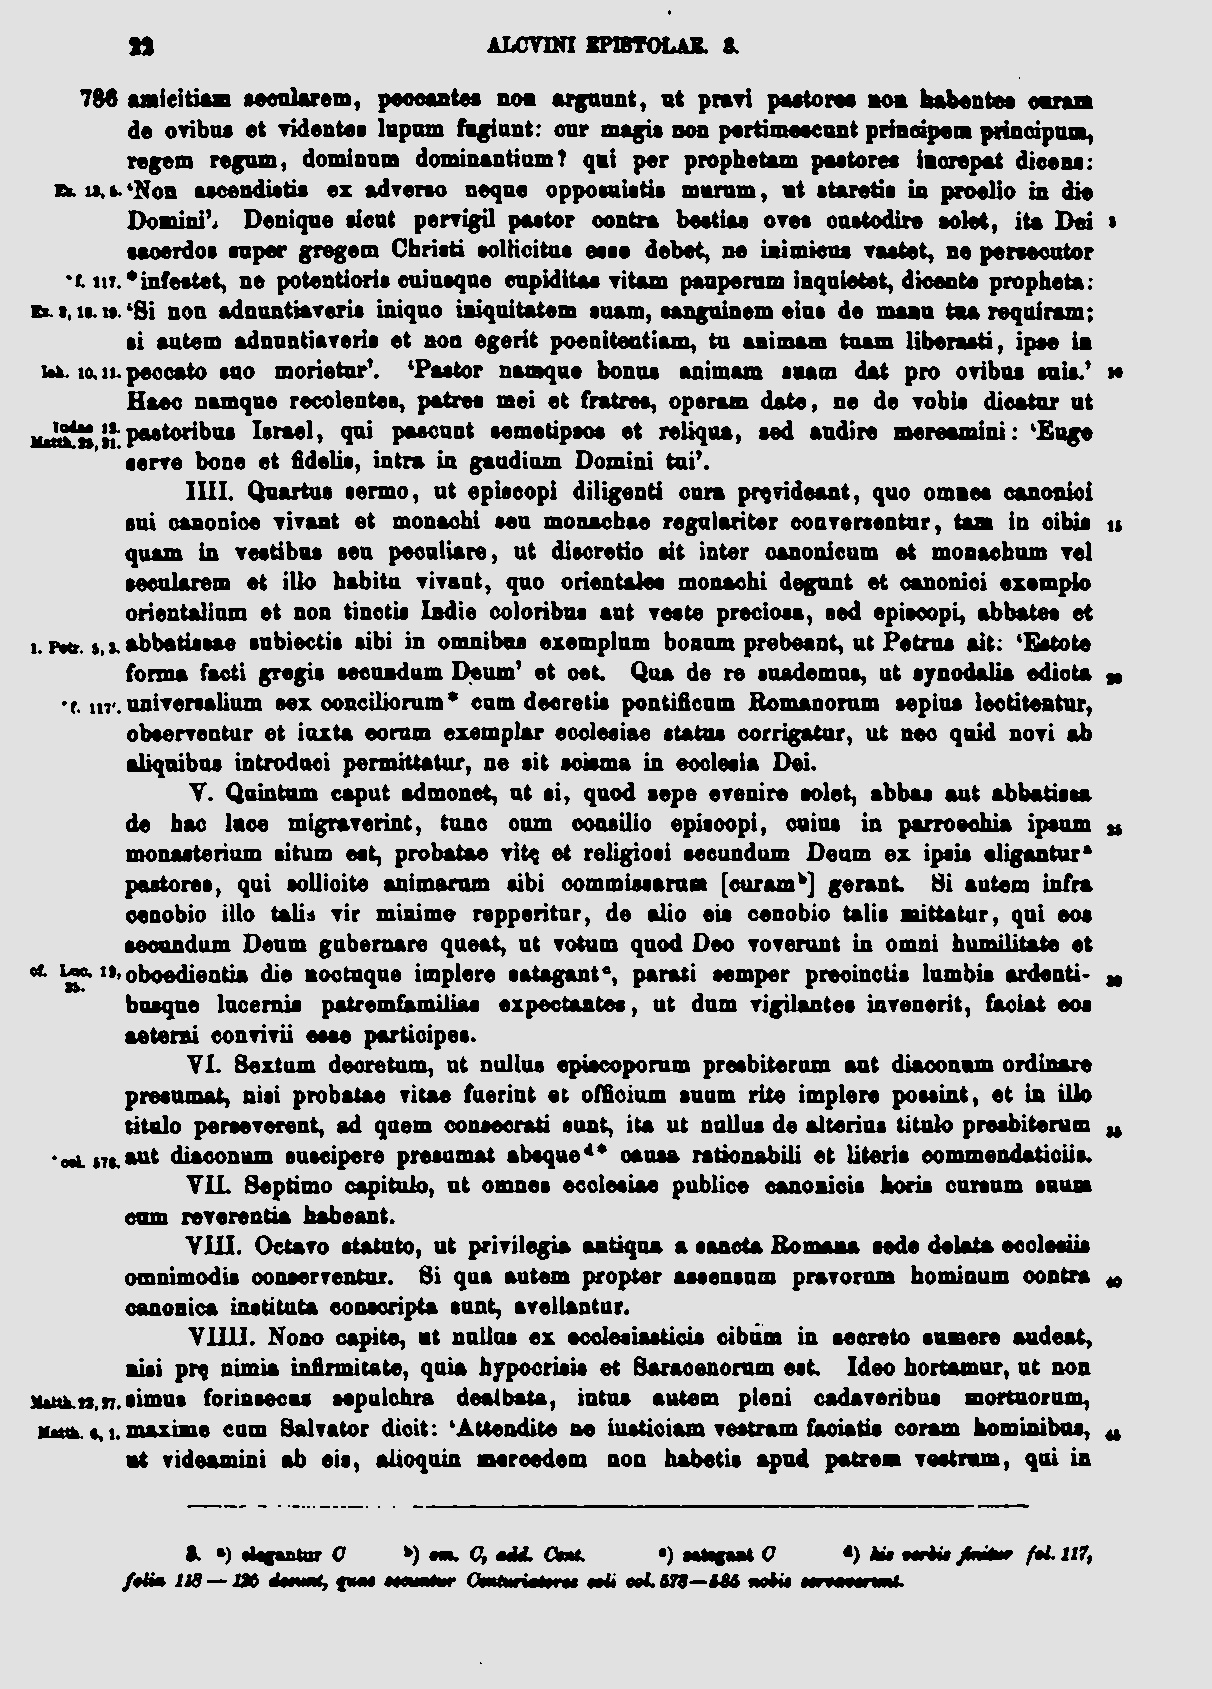 22 ALCVINI EPISTOLAE. 3.
786 amicitiam secularem, peccantes non arguunt, ut pravi pastores non habentes curam
de ovibus et videntes lupum fugiunt: cur magis non pertimescunt principem principum,
regem regum, dominum dominantium? qui per prophetam pastores increpat dicens:
Ez. 13, 5. ‘Non ascendistis ex adverso neque opposuistis murum, ut staretis in proelio in die
Domini’. Denique sicut pervigil pastor contra bestias oves custodire solet, ita Dei 5
sacerdos super gregem Christi sollicitus esse debet, ne inimicus vastet, ne persecutor
*f. 117. *infestet, ne potentioris cuiusque cupiditas vitam pauperum inquietet, dicente propheta:
Ez. 3, 18. 19. ‘Si non adnuntiaveris iniquo iniquitatem suam, sanguinem eius de manu tua requiram;
si autem adnuntiaveris et non egerit poenitentiam, tu animam tuam liberasti, ipse in
Ioh. 10, 11. peccato suo morietur’. ‘Pastor namque bonus animam suam dat pro ovibus suis.’ 10
Haec namque recolentes, patres mei et fratres, operam date, ne de vobis dicatur ut
Iudae 12. Matth. 25, 21. pastoribus Israel, qui pascunt semetipsos et reliqua, sed audire mereamini: ‘Euge
serve bone et fidelis, intra in gaudium Domini tui’.
IIII. Quartus sermo, ut episcopi diligenti cura pręvideant, quo omnes canonici
sui canonice vivant et monachi seu monachae regulariter conversentur, tam in cibis 15
quam in vestibus seu peculiare, ut discretio sit inter canonicum et monachum vel
secularem et illo habitu vivant, quo orientales monachi degunt et canonici exemplo
orientalium et non tinctis Indie coloribus aut veste preciosa, sed episcopi, abbates et
1. Petr. 5, 3. abbatissae subiectis sibi in omnibus exemplum bonum prebeant, ut Petrus ait: ‘Estote
forma facti gregis secundum Deum’ et cet. Qua de re suademus, ut synodalia edicta 20
*f. 117'. universalium sex conciliorum* cum decretis pontificum Romanorum sepius lectitentur,
observentur et iuxta eorum exemplar ecclesiae status corrigatur, ut nec quid novi ab
aliquibus introduci permittatur, ne sit scisma in ecclesia Dei.
V. Quintum caput admonet, ut si, quod sepe evenire solet, abbas aut abbatissa
de hac luce migraverint, tunc cum consilio episcopi, cuius in parroechia ipsum 25
monasterium situm est, probatae vitę et religiosi secundum Deum ex ipsis eligantur ᵃ
pastores, qui sollicite animarum sibi commissarum [curam ᵇ] gerant. Si autem infra
cenobio illo talis vir minime repperitur, de alio eis cenobio talis mittatur, qui eos
secundum Deum gubernare queat, ut votum quod Deo voverunt in omni humilitate et
cf. Luc. 12, 35. oboedientia die noctuque implere satagant ᶜ, parati semper precinctis lumbis ardenti- 30
busque lucernis patremfamilias expectantes, ut dum vigilantes invenerit, faciat eos
aeterni convivii esse participes.
VI. Sextum decretum, ut nullus episcoporum presbiterum aut diaconum ordinare
presumat, nisi probatae vitae fuerint et officium suum rite implere possint, et in illo
titulo perseverent, ad quem consecrati sunt, ita ut nullus de alterius titulo presbiterum 35
*col. 578. aut diaconum suscipere presumat absque ᵈ* causa rationabili et literis commendaticiis.
VII. Septimo capitulo, ut omnes ecclesiae publice canonicis horis cursum suum
cum reverentia habeant.
VIII. Octavo statuto, ut privilegia antiqua a sancta Romana sede delata ecclesiis
omnimodis conserventur. Si qua autem propter assensum pravorum hominum contra 40
canonica instituta conscripta sunt, avellantur.
VIIII. Nono capite, ut nullus ex ecclesiasticis cibum in secreto sumere audeat,
nisi prę nimia infirmitate, quia hypocrisis et Saracenorum est. Ideo hortamur, ut non
Matth. 23, 27. simus forinsecus sepulchra dealbata, intus autem pleni cadaveribus mortuorum,
Matth. 6, 1. maxime cum Salvator dicit: ‘Attendite ne iusticiam vestram faciatis coram hominibus, 45
ut videamini ab eis, alioquin mercedem non habetis apud patrem vestrum, qui in
3. ᵃ) elegantur C ᵇ) om. C, add. Cent. ᶜ) satagant C ᵈ) his verbis finitur fol. 117,
folia 118—126 desunt, quae secuntur Centuriatores soli col. 578—585 nobis servaverunt.